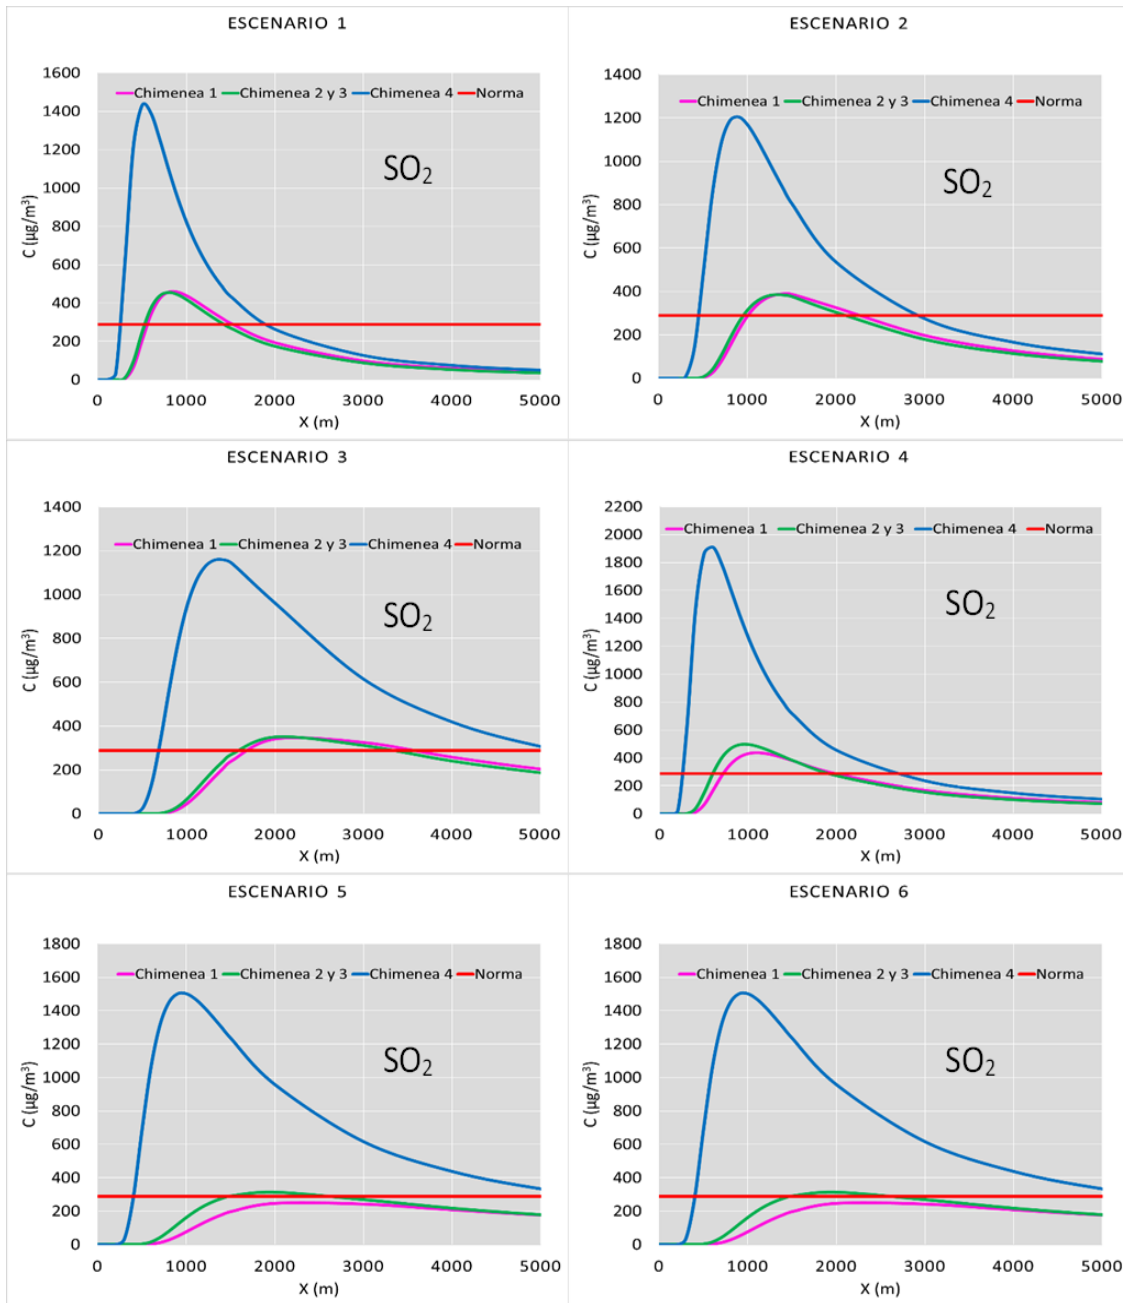 ESCENARIO 1
1600
1400
1200
1000
800
600
400
200
0
C (µg/m³)
Chimenea 1 Chimenea 2 y 3 Chimenea 4 Norma
SO₂
0 1000 2000 3000 4000 5000
X (m)
ESCENARIO 2
1400
1200
1000
800
600
400
200
0
C (µg/m³)
Chimenea 1 Chimenea 2 y 3 Chimenea 4 Norma
SO₂
0 1000 2000 3000 4000 5000
X (m)
ESCENARIO 3
1400
1200
1000
800
600
400
200
0
C (µg/m³)
Chimenea 1 Chimenea 2 y 3 Chimenea 4 Norma
SO₂
0 1000 2000 3000 4000 5000
X (m)
ESCENARIO 4
2200
2000
1800
1600
1400
1200
1000
800
600
400
200
0
C (µg/m³)
Chimenea 1 Chimenea 2 y 3 Chimenea 4 Norma
SO₂
0 1000 2000 3000 4000 5000
X (m)
ESCENARIO 5
1800
1600
1400
1200
1000
800
600
400
200
0
C (µg/m³)
Chimenea 1 Chimenea 2 y 3 Chimenea 4 Norma
SO₂
0 1000 2000 3000 4000 5000
X (m)
ESCENARIO 6
1800
1600
1400
1200
1000
800
600
400
200
0
C (µg/m³)
Chimenea 1 Chimenea 2 y 3 Chimenea 4 Norma
SO₂
0 1000 2000 3000 4000 5000
X (m)